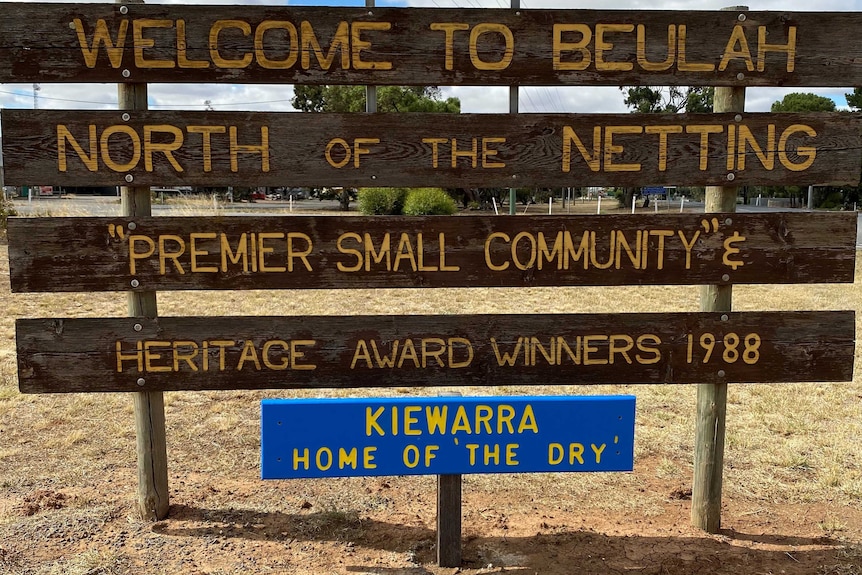 WELCOME TO BEULAH
NORTH OF THE NETTING
"PREMIER SMALL COMMUNITY" &
HERITAGE AWARD WINNERS 1988
KIEWARRA
HOME OF 'THE DRY'